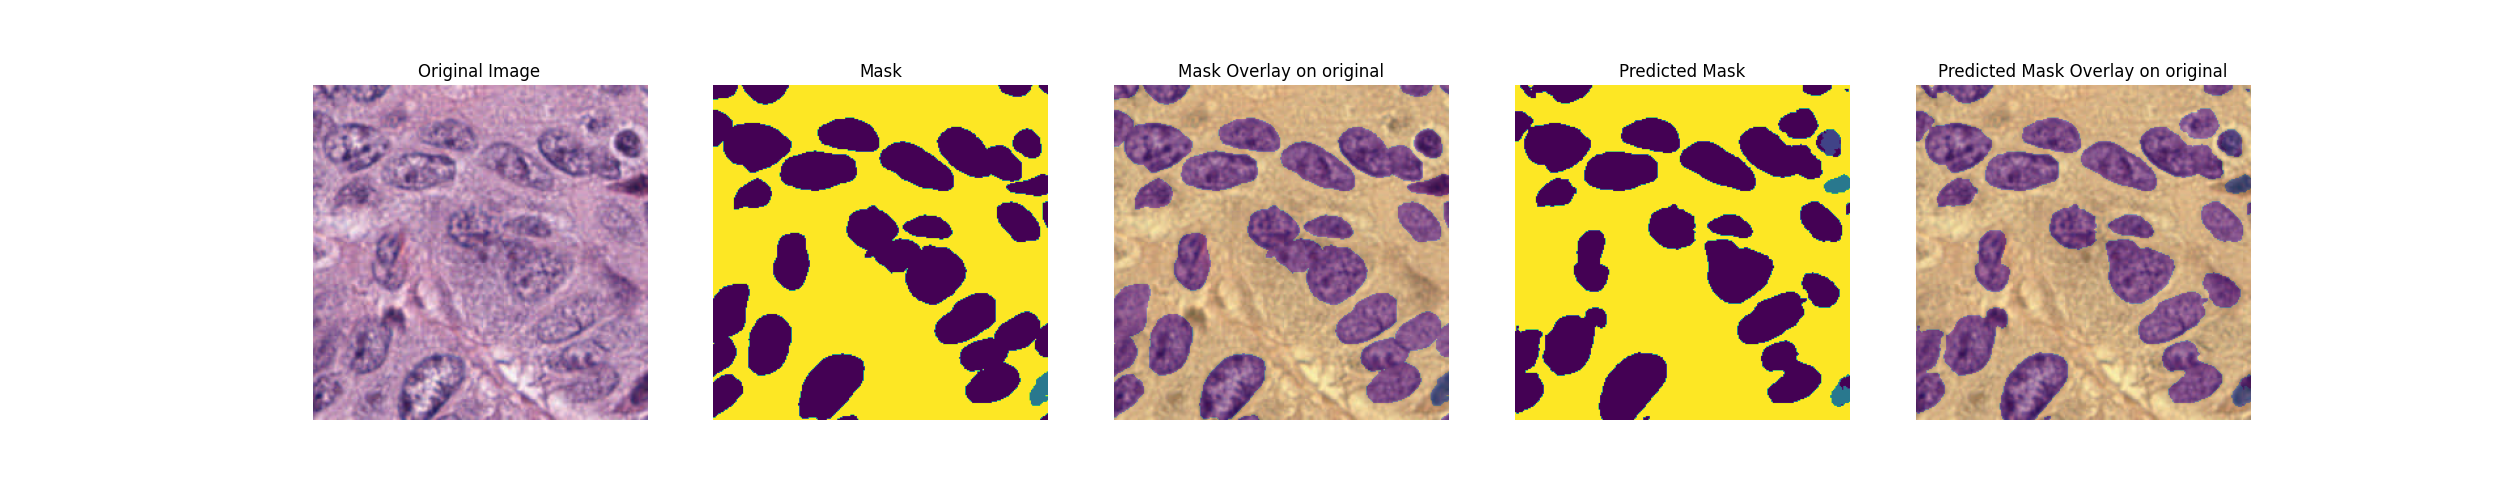 Original Image
Mask
Mask Overlay on original
Predicted Mask
Predicted Mask Overlay on original